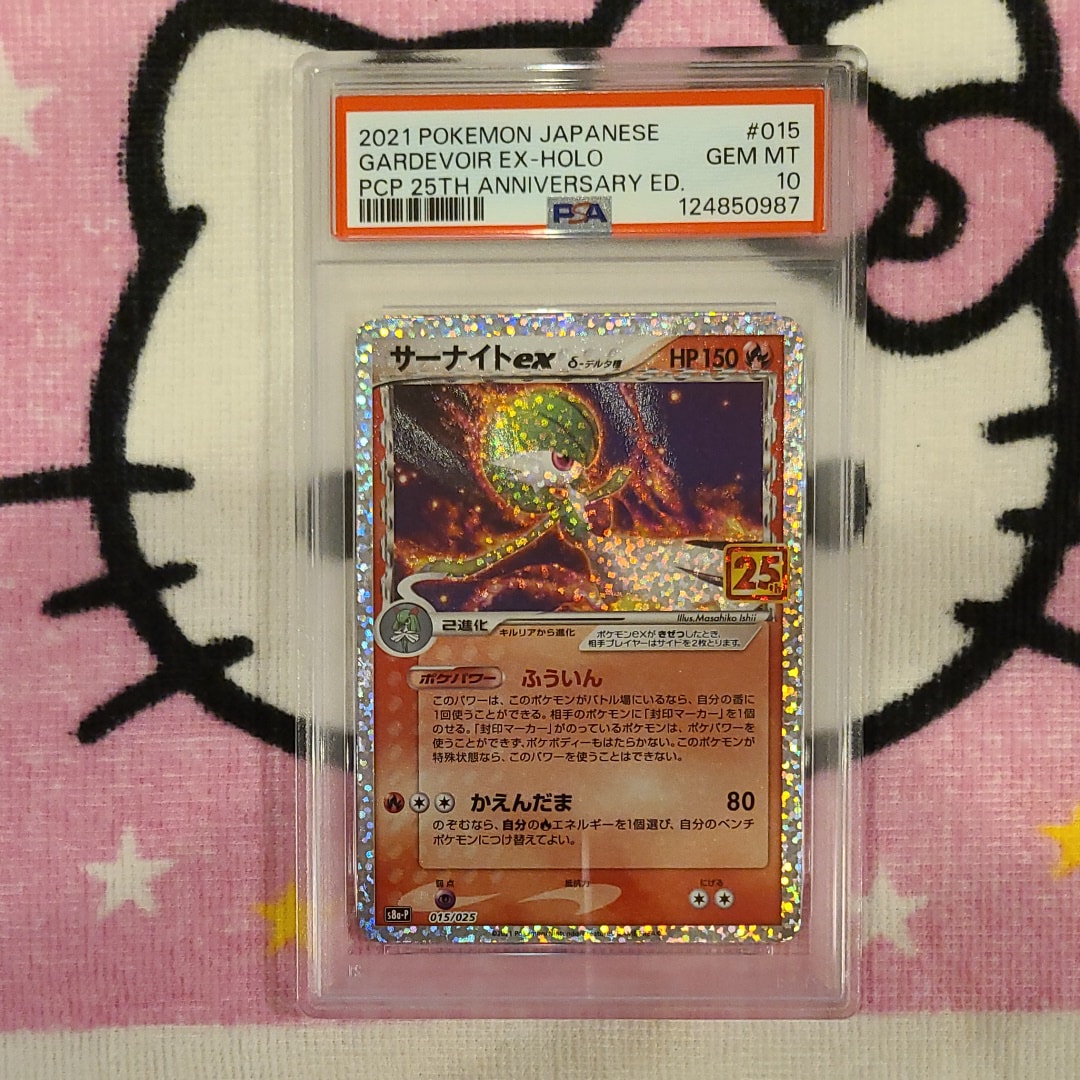 2021 POKEMON JAPANESE #015
GARDEVOIR EX-HOLO GEM MT
PCP 25TH ANNIVERSARY ED. 10
PSA 124850987
サーナイトex δ-デルタ種 HP150
25th
Illus.Masahiko Ishii
2進化 キルリアから進化
ポケモンexがきぜつしたとき、
相手プレイヤーはサイドを2枚とります。
ポケパワー ふういん
このパワーは、このポケモンがバトル場にいるなら、自分の番に
1回使うことができる。相手のポケモンに「封印マーカー」を1個
のせる。「封印マーカー」がのっているポケモンは、ポケパワーを
使うことができず、ポケボディーもはたらかない。このポケモンが
特殊状態なら、このパワーを使うことはできない。
かえんだま 80
のぞむなら、自分のエネルギーを1個選び、自分のベンチ
ポケモンにつけ替えてよい。
弱点 抵抗力 にげる
s8a-P 015/025